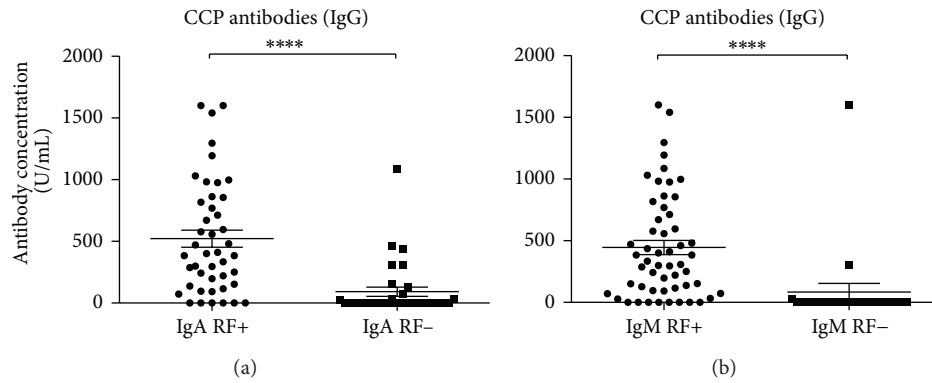 CCP antibodies (IgG)
****
Antibody concentration
(U/mL)
2000
1500
1000
500
0
IgA RF+
IgA RF−
(a)
CCP antibodies (IgG)
****
2000
1500
1000
500
0
IgM RF+
IgM RF−
(b)